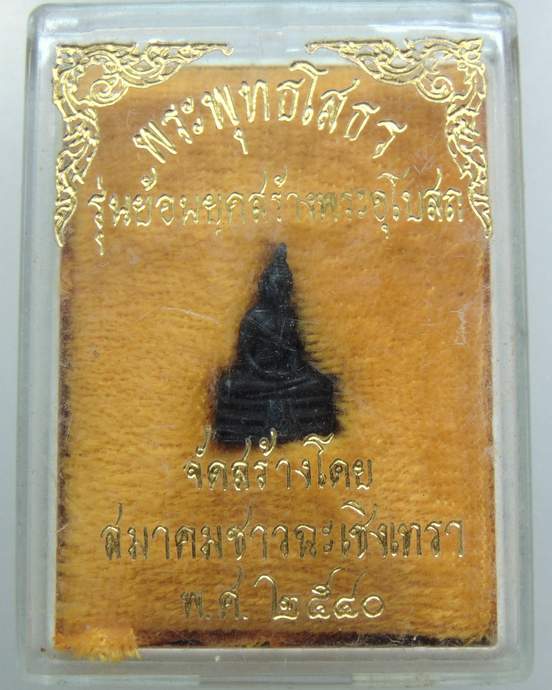 พระพุทธโสธร
รุ่นย้อนยุคสร้างพระอุโบสถ
จัดสร้างโดย
สมาคมชาวฉะเชิงเทรา
พ.ศ. ๒๕๔๐